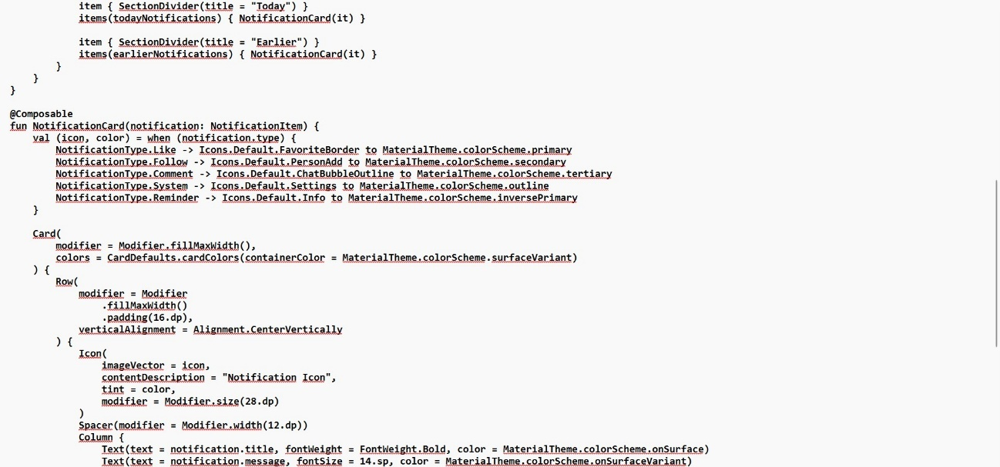 item { SectionDivider(title = "Today") }
items(todayNotifications) { NotificationCard(it) }
item { SectionDivider(title = "Earlier") }
items(earlierNotifications) { NotificationCard(it) }
}
}
}
@Composable
fun NotificationCard(notification: NotificationItem) {
val (icon, color) = when (notification.type) {
NotificationType.Like -> Icons.Default.FavoriteBorder to MaterialTheme.colorScheme.primary
NotificationType.Follow -> Icons.Default.PersonAdd to MaterialTheme.colorScheme.secondary
NotificationType.Comment -> Icons.Default.ChatBubbleOutline to MaterialTheme.colorScheme.tertiary
NotificationType.System -> Icons.Default.Settings to MaterialTheme.colorScheme.outline
NotificationType.Reminder -> Icons.Default.Info to MaterialTheme.colorScheme.inversePrimary
}
Card(
modifier = Modifier.fillMaxWidth(),
colors = CardDefaults.cardColors(containerColor = MaterialTheme.colorScheme.surfaceVariant)
) {
Row(
modifier = Modifier
.fillMaxWidth()
.padding(16.dp),
verticalAlignment = Alignment.CenterVertically
) {
Icon(
imageVector = icon,
contentDescription = "Notification Icon",
tint = color,
modifier = Modifier.size(28.dp)
)
Spacer(modifier = Modifier.width(12.dp))
Column {
Text(text = notification.title, fontWeight = FontWeight.Bold, color = MaterialTheme.colorScheme.onSurface)
Text(text = notification.message, fontSize = 14.sp, color = MaterialTheme.colorScheme.onSurfaceVariant)